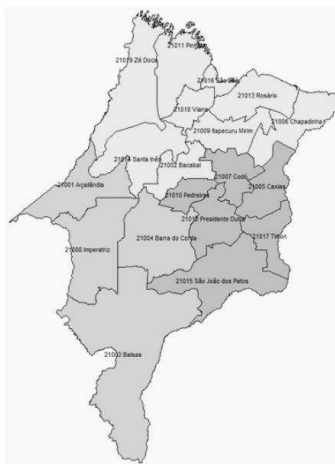 21011 Pinheiro
21019 Zé Doca
21016 São Luís
21013 Rosário
21018 Viana
21006 Chapadinha
21009 Itapecuru Mirim
21014 Santa Inês
21002 Bacabal
21007 Codó
21001 Açailândia
21005 Caxias
21010 Pedreiras
21012 Presidente Dutra
21004 Barra do Corda
21017 Timon
21008 Imperatriz
21015 São João dos Patos
21003 Balsas